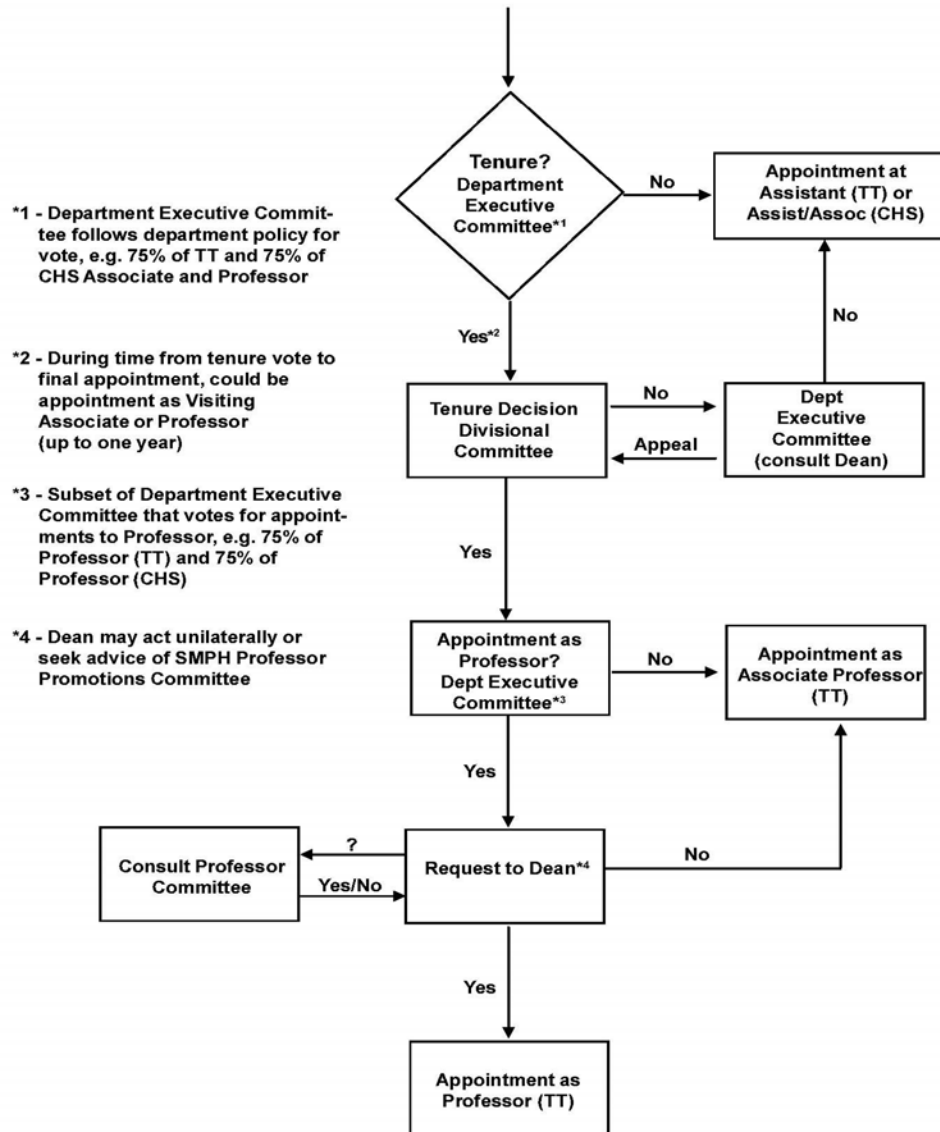 Tenure?
Department
Executive
Committee*1
No
Appointment at
Assistant (TT) or
Assist/Assoc (CHS)
*1 - Department Executive Commit-
tee follows department policy for
vote, e.g. 75% of TT and 75% of
CHS Associate and Professor
Yes*2
No
*2 - During time from tenure vote to
final appointment, could be
appointment as Visiting
Associate or Professor
(up to one year)
Tenure Decision
Divisional
Committee
No
Appeal
Dept
Executive
Committee
(consult Dean)
*3 - Subset of Department Executive
Committee that votes for appoint-
ments to Professor, e.g. 75% of
Professor (TT) and 75% of
Professor (CHS)
Yes
*4 - Dean may act unilaterally or
seek advice of SMPH Professor
Promotions Committee
Appointment as
Professor?
Dept Executive
Committee*3
No
Appointment as
Associate Professor
(TT)
Yes
Consult Professor
Committee
?
Yes/No
Request to Dean*4
No
Yes
Appointment as
Professor (TT)